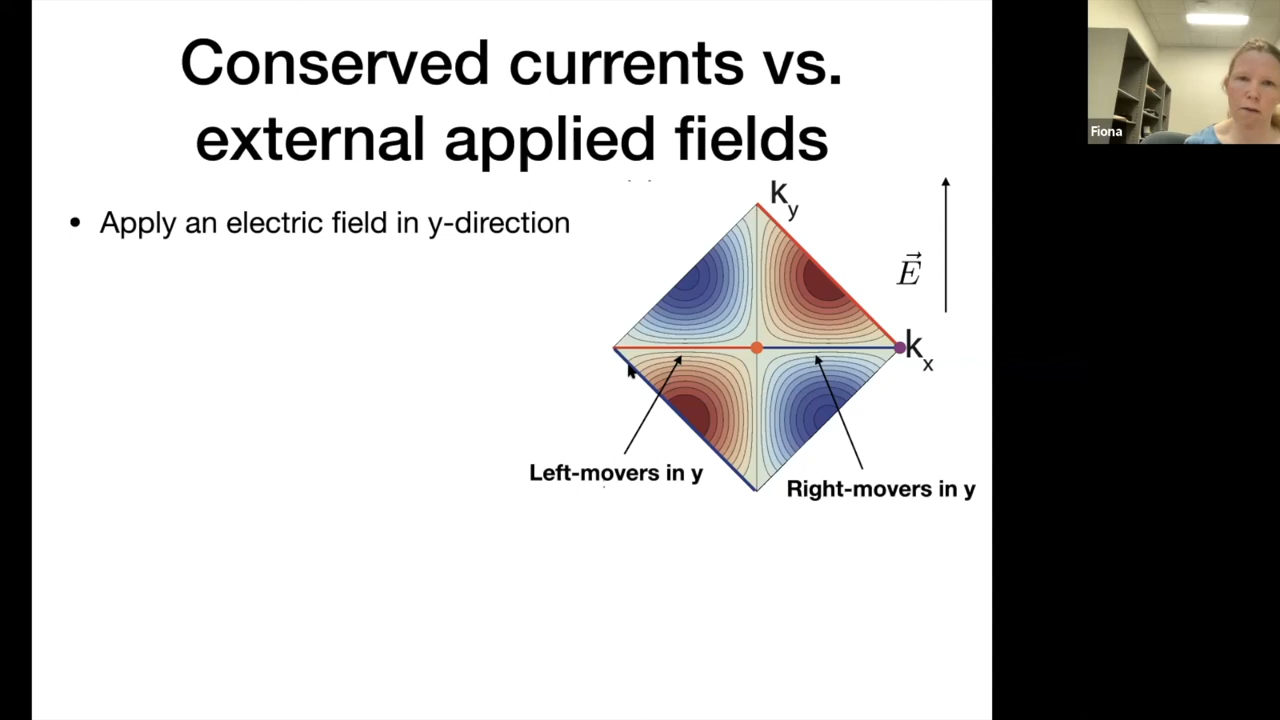 Conserved currents vs.
external applied fields
• Apply an electric field in y-direction
k_y
E⃗
k_x
Left-movers in y
Right-movers in y
Fiona